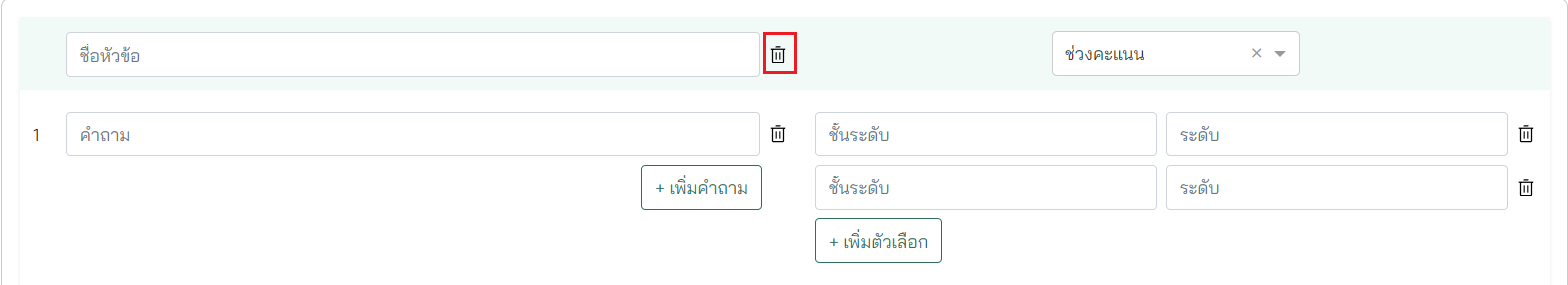 ชื่อหัวข้อ ช่วงคะแนน
1 คำถาม ชั้นระดับ ระดับ
+ เพิ่มคำถาม ชั้นระดับ ระดับ
+ เพิ่มตัวเลือก